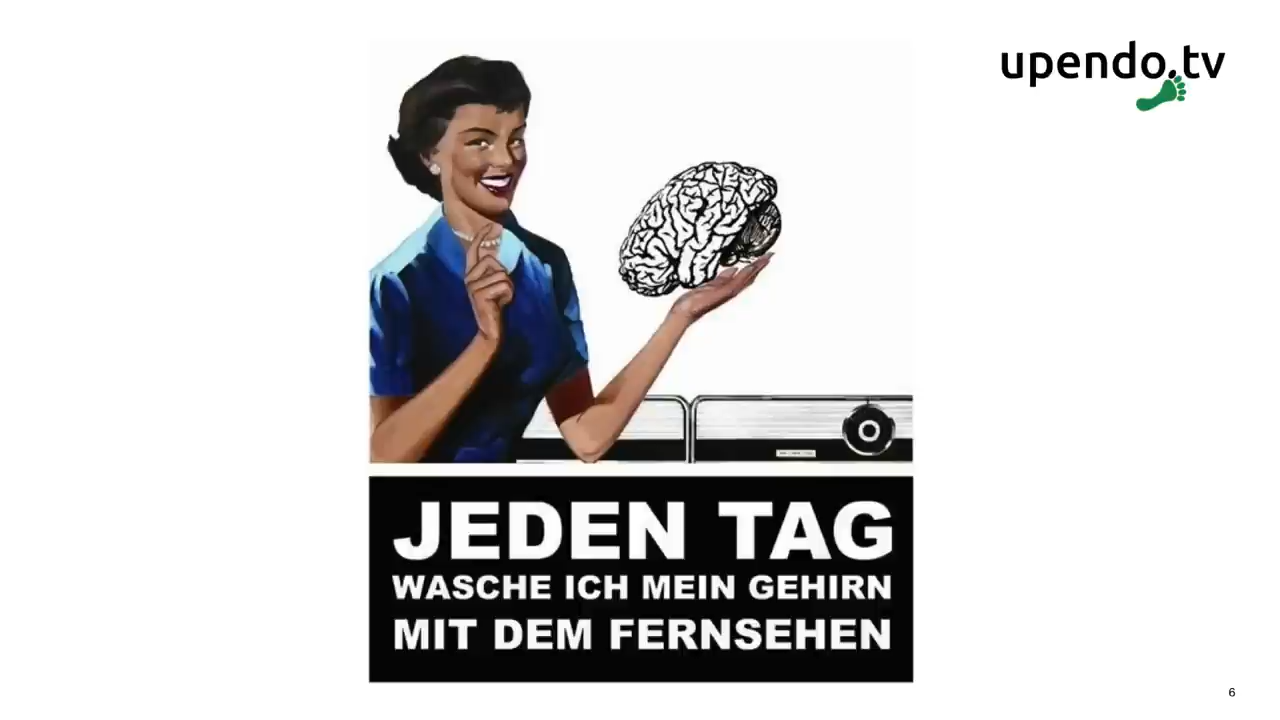 upendo.tv
JEDEN TAG
WASCHE ICH MEIN GEHIRN
MIT DEM FERNSEHEN
6